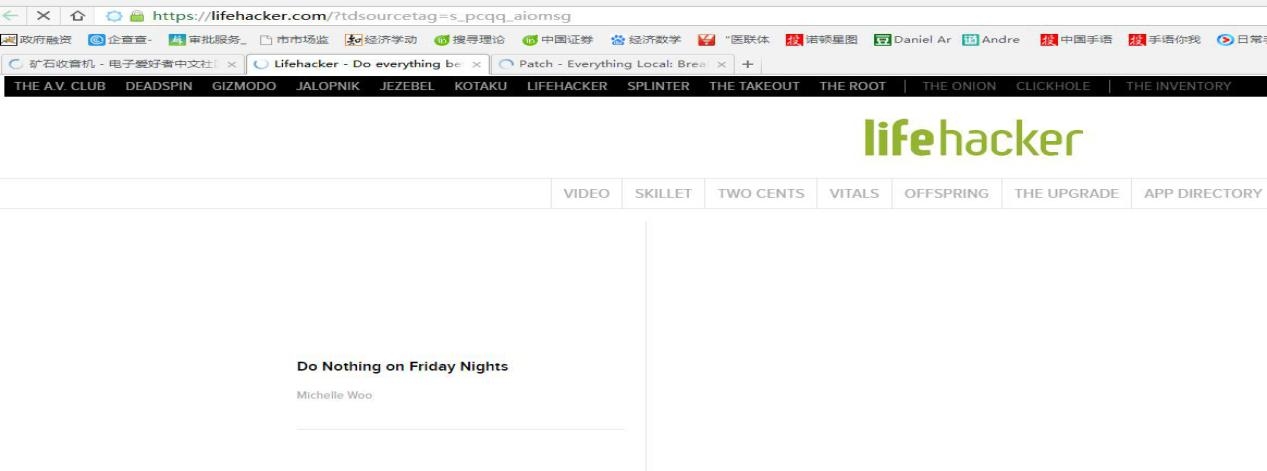 https://lifehacker.com/?tdsourcetag=s_pcqq_aiomsg
政府融资 企查查- 审批服务_ 市市场监 经济学动 搜寻理论 中国证券 经济数学 "医联体 诺顿星图 Daniel Ar Andre 中国手语 手语你我 日常
矿石收音机 - 电子爱好者中文社 Lifehacker - Do everything be Patch - Everything Local: Brea
THE A.V. CLUB DEADSPIN GIZMODO JALOPNIK JEZEBEL KOTAKU LIFEHACKER SPLINTER THE TAKEOUT THE ROOT | THE ONION CLICKHOLE | THE INVENTORY
lifehacker
VIDEO SKILLET TWO CENTS VITALS OFFSPRING THE UPGRADE APP DIRECTORY
Do Nothing on Friday Nights
Michelle Woo